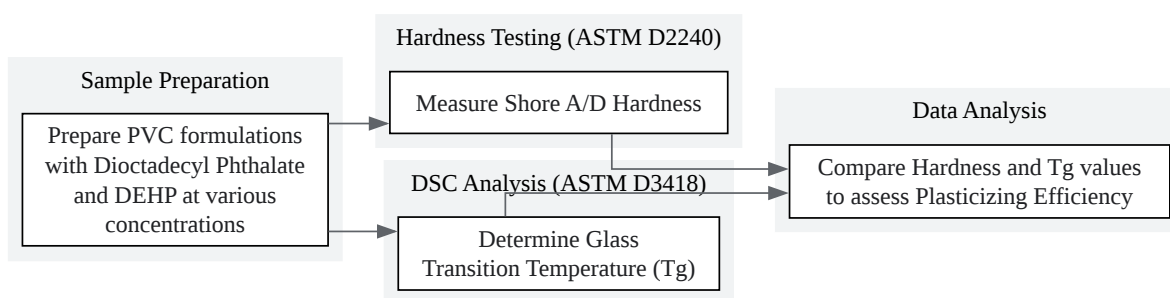 Sample Preparation
Prepare PVC formulations
with Dioctadecyl Phthalate
and DEHP at various
concentrations
Hardness Testing (ASTM D2240)
Measure Shore A/D Hardness
DSC Analysis (ASTM D3418)
Determine Glass
Transition Temperature (Tg)
Data Analysis
Compare Hardness and Tg values
to assess Plasticizing Efficiency